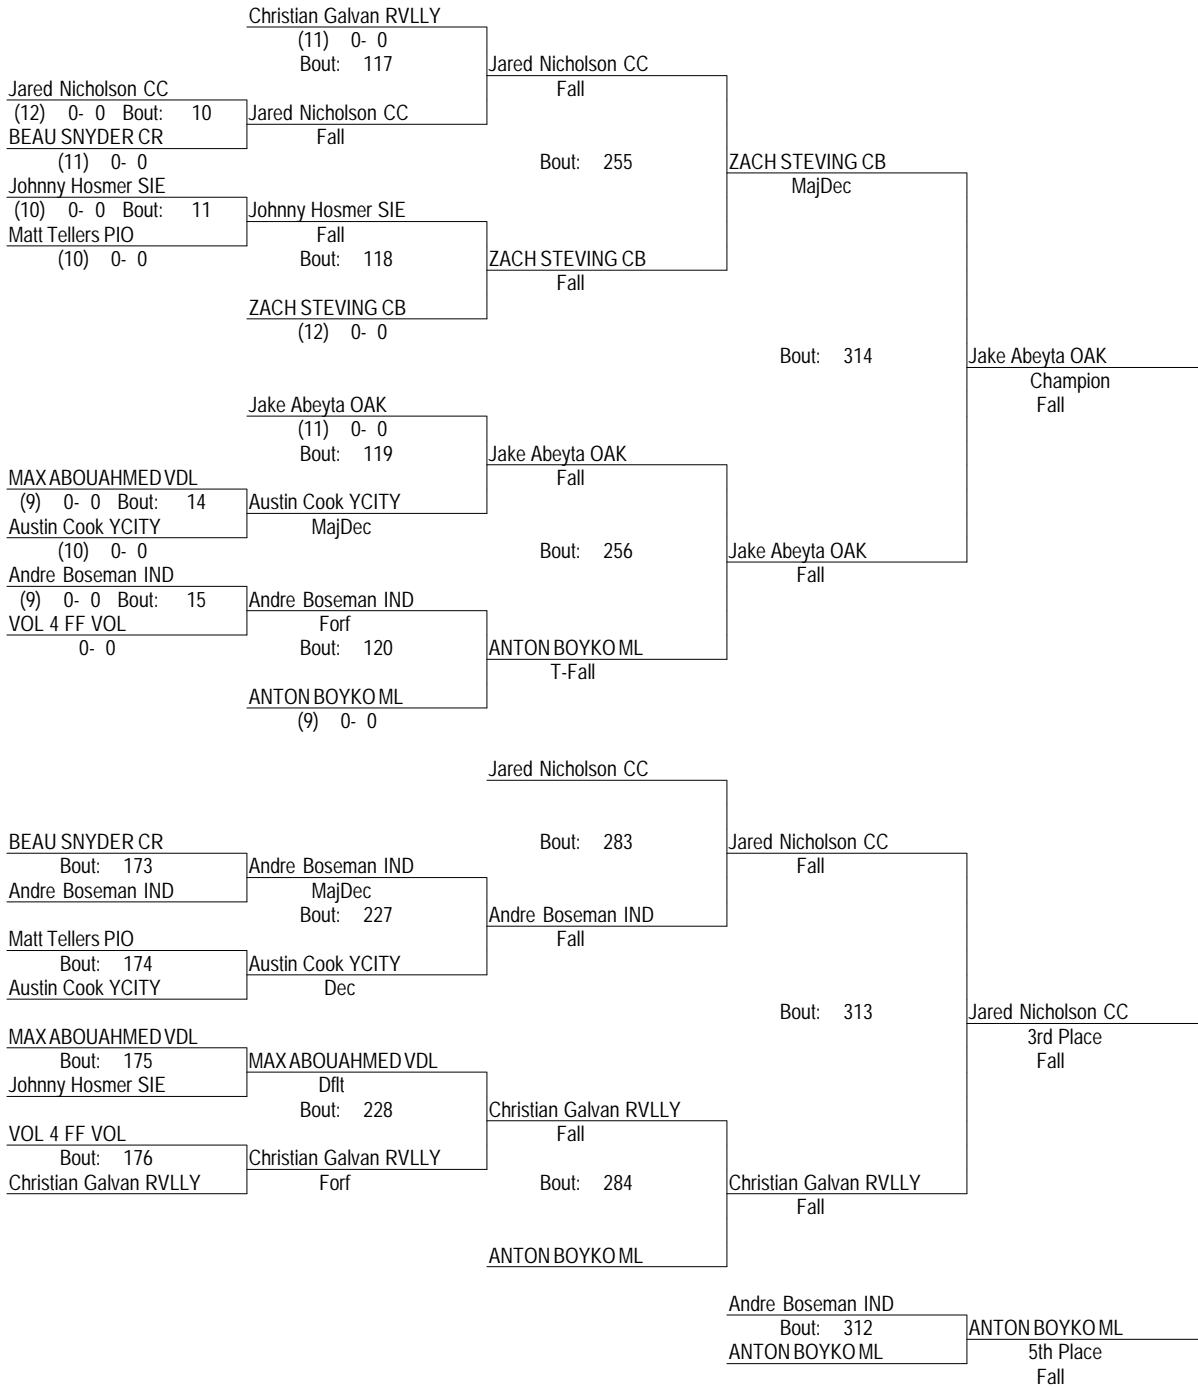 Christian Galvan RVLLY
(11) 0- 0
Bout: 117
Jared Nicholson CC
Fall
Jared Nicholson CC
(12) 0- 0 Bout: 10
Jared Nicholson CC
BEAU SNYDER CR
Fall
(11) 0- 0
Bout: 255
ZACH STEVING CB
Johnny Hosmer SIE
MajDec
(10) 0- 0 Bout: 11
Johnny Hosmer SIE
Matt Tellers PIO
Fall
(10) 0- 0
Bout: 118
ZACH STEVING CB
Fall
ZACH STEVING CB
(12) 0- 0
Bout: 314
Jake Abeyta OAK
Champion
Fall
Jake Abeyta OAK
(11) 0- 0
Bout: 119
Jake Abeyta OAK
Fall
MAX ABOUAHMED VDL
(9) 0- 0 Bout: 14
Austin Cook YCITY
Austin Cook YCITY
MajDec
(10) 0- 0
Bout: 256
Jake Abeyta OAK
Andre Boseman IND
Fall
(9) 0- 0 Bout: 15
Andre Boseman IND
VOL 4 FF VOL
Forf
0- 0
Bout: 120
ANTON BOYKO ML
T-Fall
ANTON BOYKO ML
(9) 0- 0
Jared Nicholson CC
BEAU SNYDER CR
Bout: 283
Jared Nicholson CC
Bout: 173
Andre Boseman IND
Fall
Andre Boseman IND
MajDec
Bout: 227
Andre Boseman IND
Matt Tellers PIO
Fall
Bout: 174
Austin Cook YCITY
Austin Cook YCITY
Dec
Bout: 313
Jared Nicholson CC
MAX ABOUAHMED VDL
3rd Place
Bout: 175
MAX ABOUAHMED VDL
Fall
Johnny Hosmer SIE
Dflt
Bout: 228
Christian Galvan RVLLY
VOL 4 FF VOL
Fall
Bout: 176
Christian Galvan RVLLY
Christian Galvan RVLLY
Forf
Bout: 284
Christian Galvan RVLLY
Fall
ANTON BOYKO ML
Andre Boseman IND
Bout: 312
ANTON BOYKO ML
ANTON BOYKO ML
5th Place
Fall